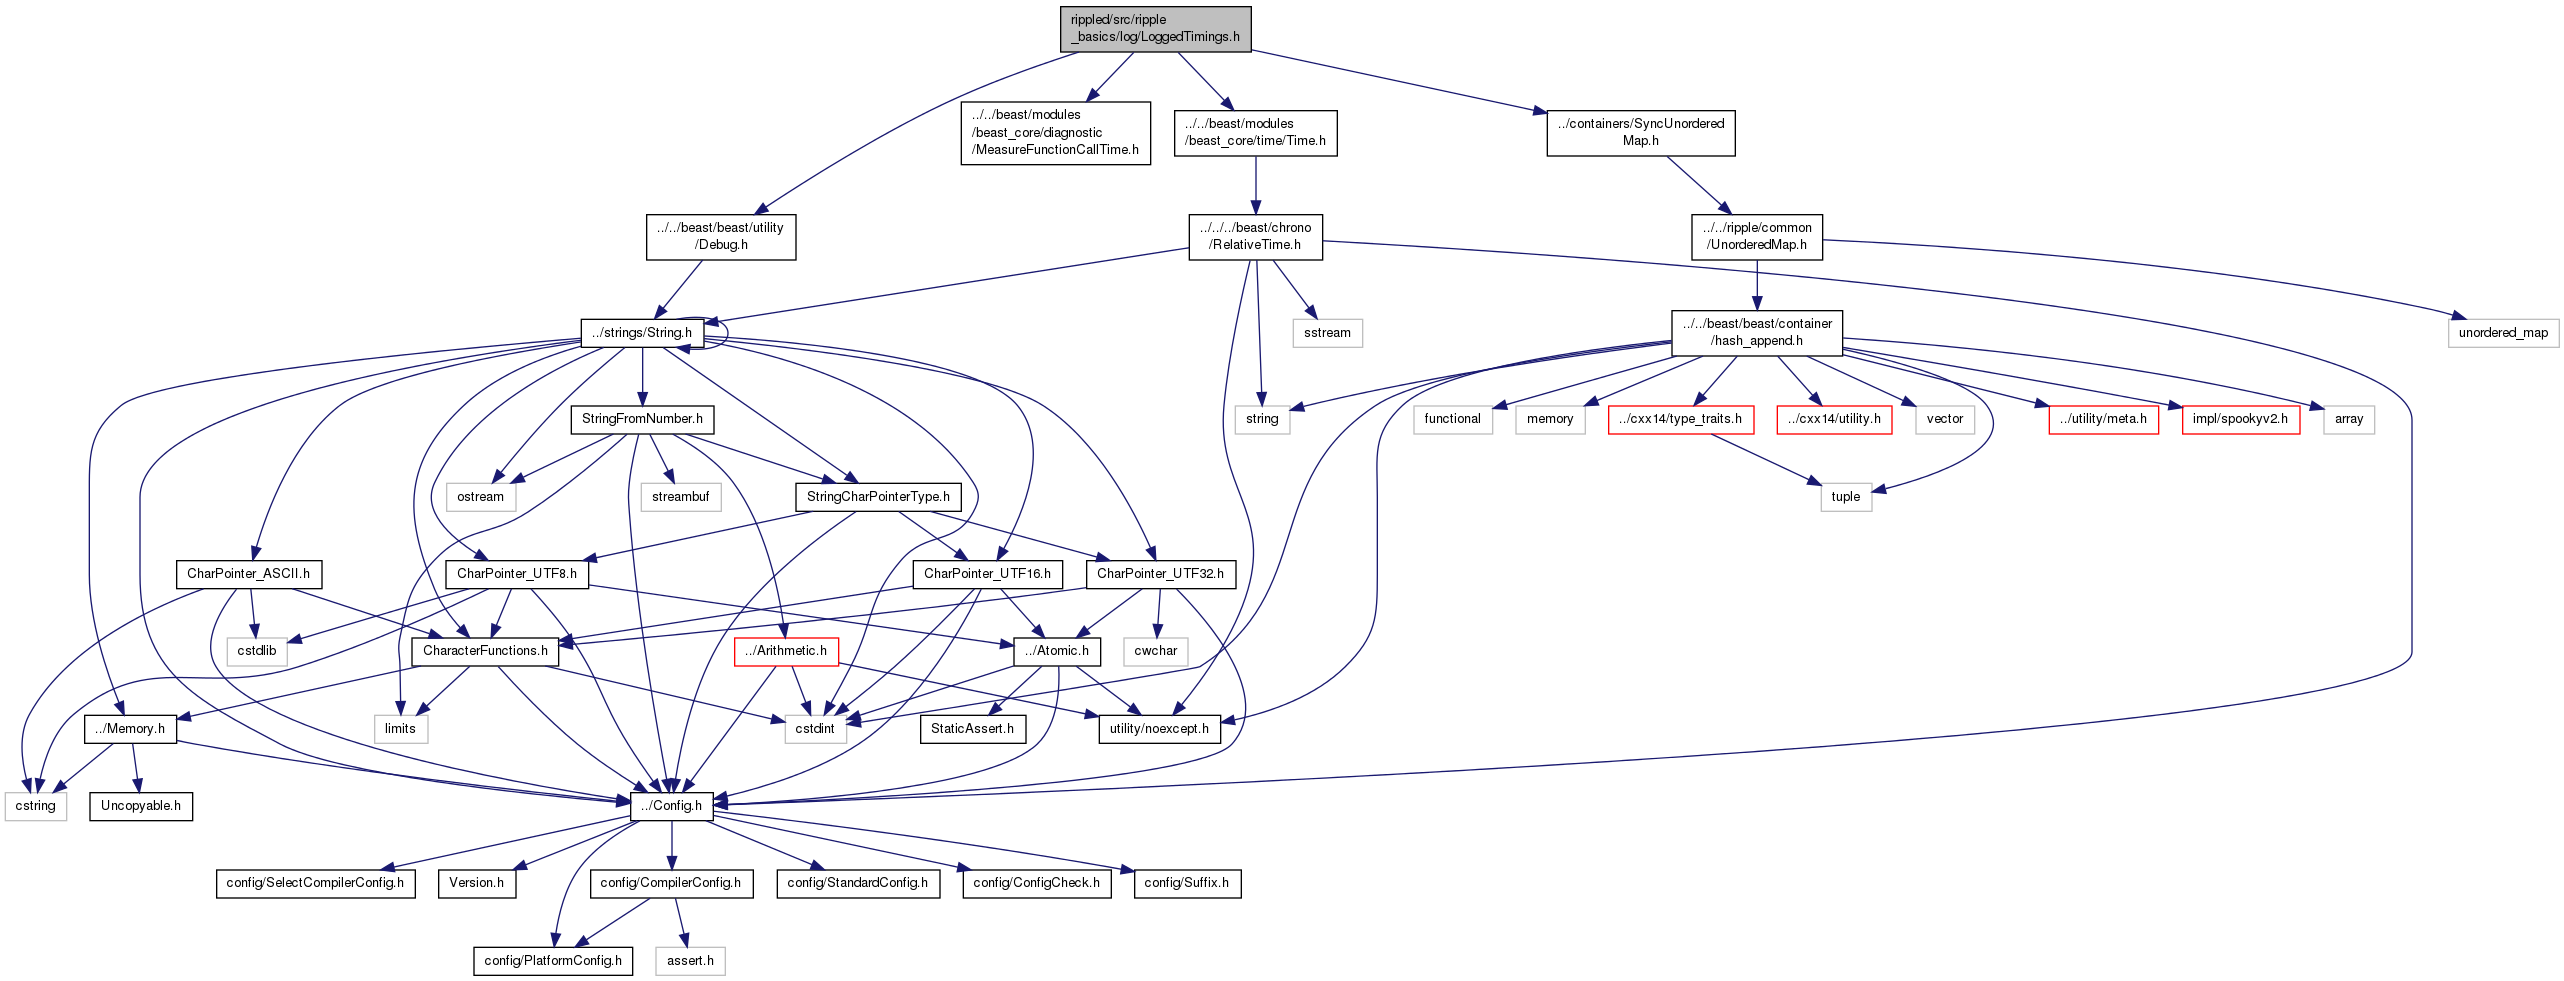 rippled/src/ripple
_basics/log/LoggedTimings.h
../../beast/modules
/beast_core/diagnostic
/MeasureFunctionCallTime.h
../../beast/modules
/beast_core/time/Time.h
../containers/SyncUnordered
Map.h
../../beast/beast/utility
/Debug.h
../../../beast/chrono
/RelativeTime.h
../../ripple/common
/UnorderedMap.h
../strings/String.h
sstream
../../beast/beast/container
/hash_append.h
unordered_map
StringFromNumber.h
string
functional
memory
../cxx14/type_traits.h
../cxx14/utility.h
vector
../utility/meta.h
impl/spookyv2.h
array
ostream
streambuf
StringCharPointerType.h
tuple
CharPointer_ASCII.h
CharPointer_UTF8.h
CharPointer_UTF16.h
CharPointer_UTF32.h
cstdlib
CharacterFunctions.h
../Arithmetic.h
../Atomic.h
cwchar
../Memory.h
limits
cstdint
StaticAssert.h
utility/noexcept.h
cstring
Uncopyable.h
../Config.h
config/SelectCompilerConfig.h
Version.h
config/CompilerConfig.h
config/StandardConfig.h
config/ConfigCheck.h
config/Suffix.h
config/PlatformConfig.h
assert.h